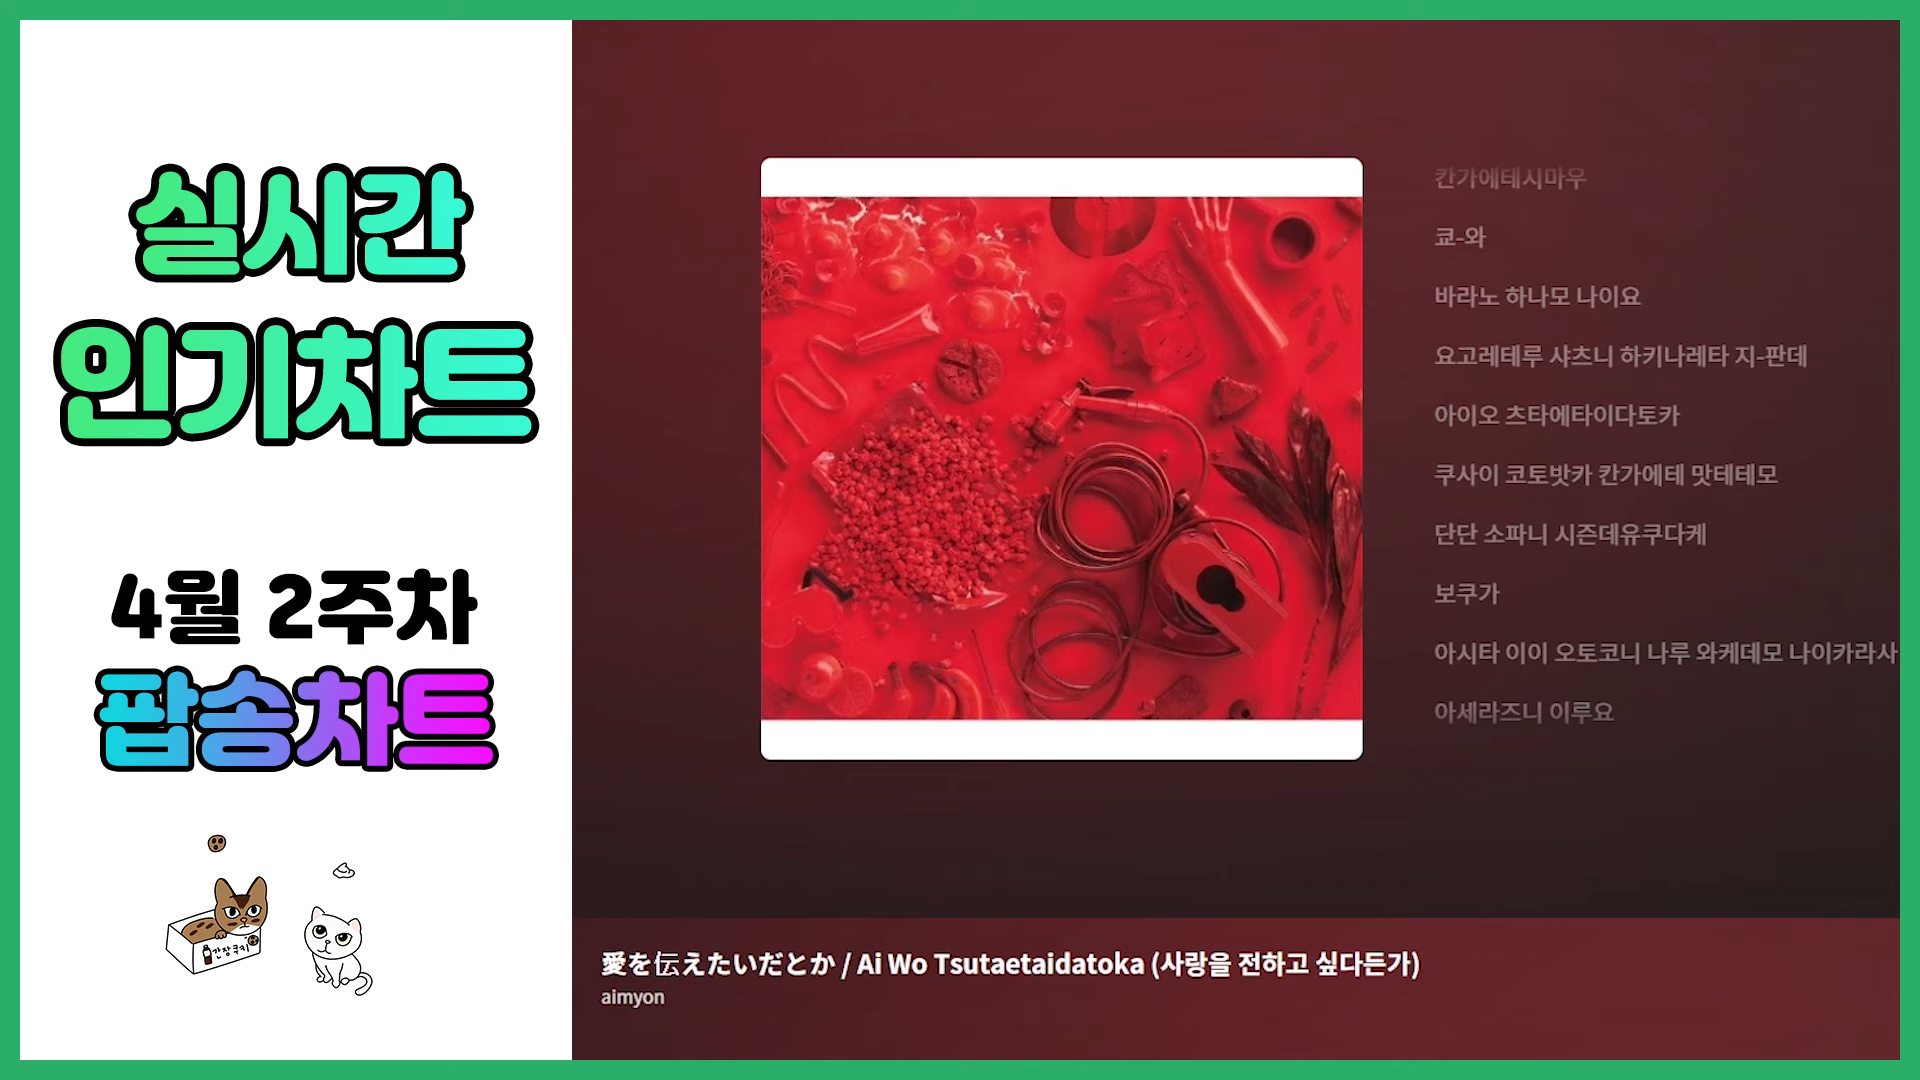 실시간
인기차트
4월 2주차
팝송차트
간장쿠키
칸가에테시마우
쿄-와
바라노 하나모 나이요
요고레테루 샤츠니 하키나레타 지-판데
아이오 츠타에타이다토카
쿠사이 코토밧카 칸가에테 맛테테모
단단 소파니 시즌데유쿠다케
보쿠가
아시타 이이 오토코니 나루 와케데모 나이카라사
아세라즈니 이루요
愛を伝えたいだとか / Ai Wo Tsutaetaidatoka (사랑을 전하고 싶다든가)
aimyon